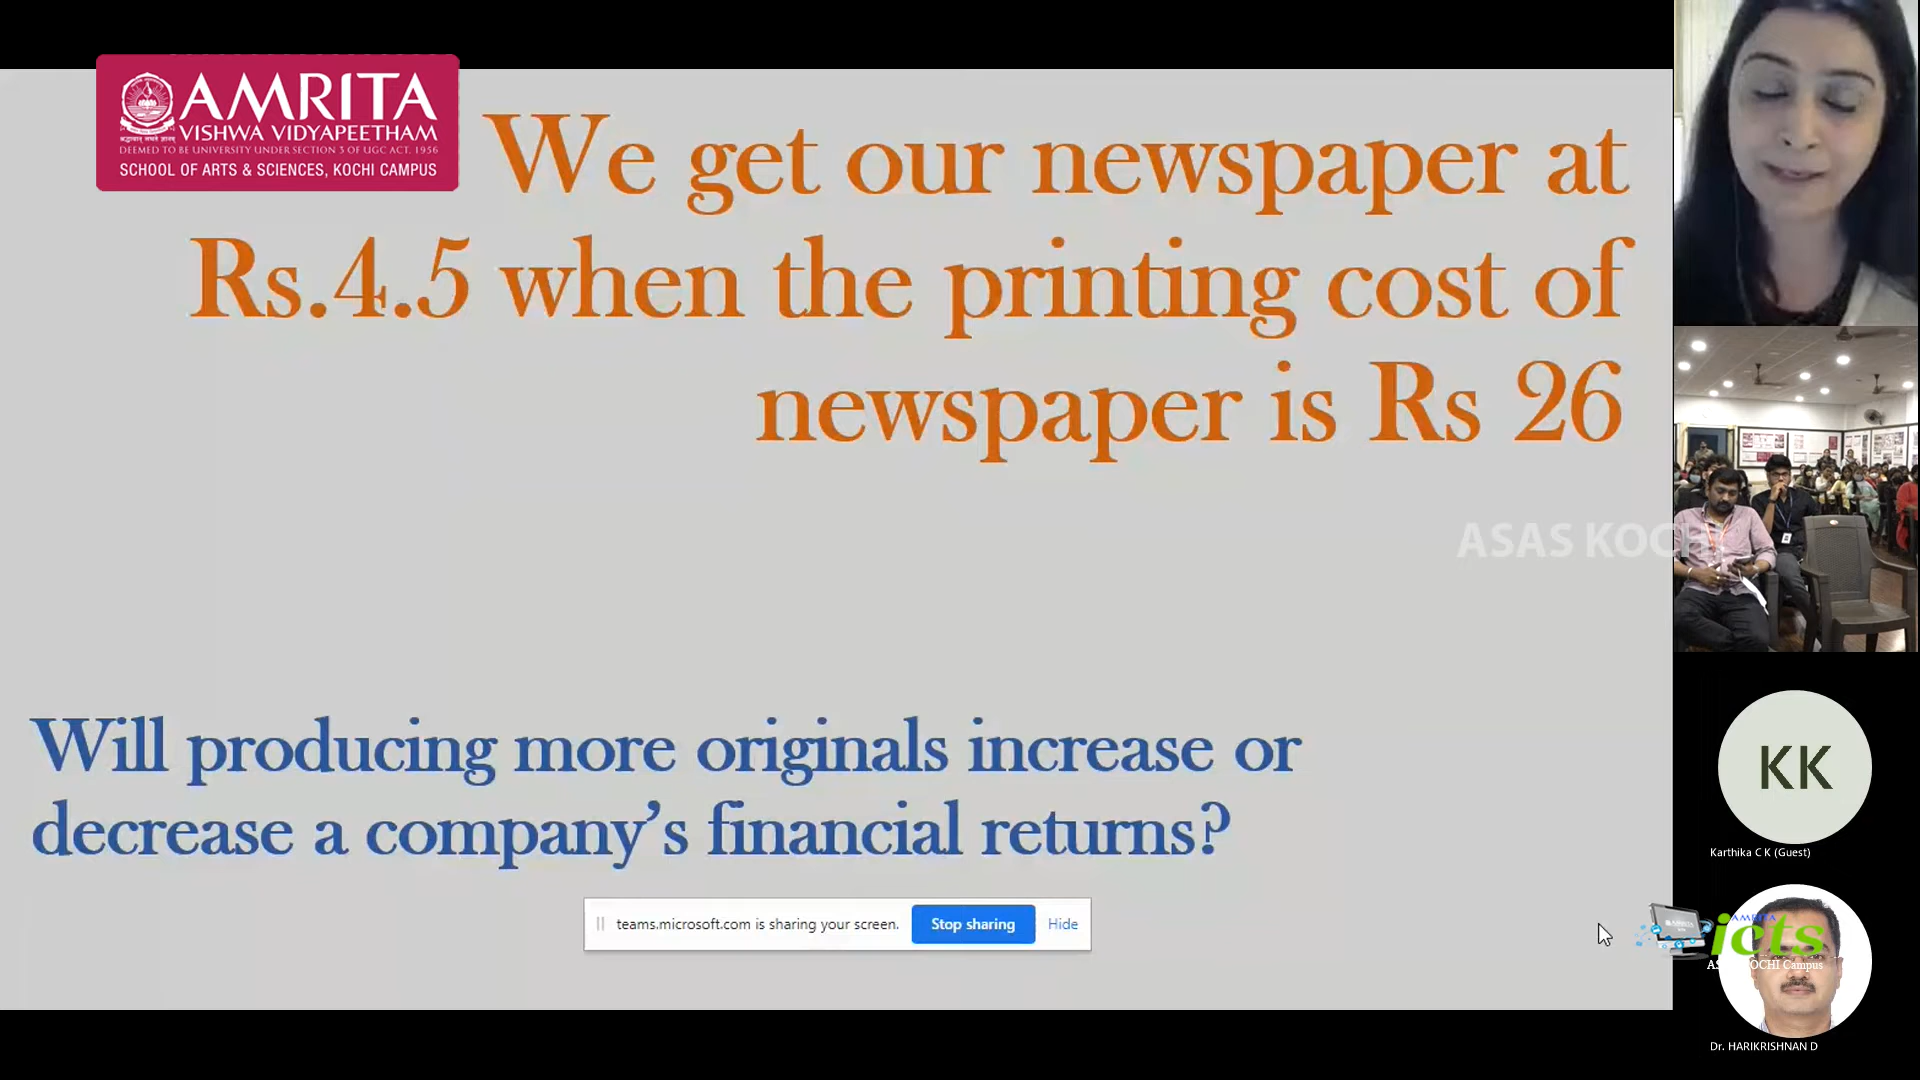 AMRITA
VISHWA VIDYAPEETHAM
DEEMED TO BE UNIVERSITY UNDER SECTION 3 OF UGC ACT. 1956
SCHOOL OF ARTS & SCIENCES, KOCHI CAMPUS
We get our newspaper at
Rs.4.5 when the printing cost of
newspaper is Rs 26
ASAS KOCHI
Will producing more originals increase or
decrease a company's financial returns?
teams.microsoft.com is sharing your screen. Stop sharing Hide
KK
Karthika C K (Guest)
AMRITA
icts
KOCHI Campus
Dr. HARIKRISHNAN D